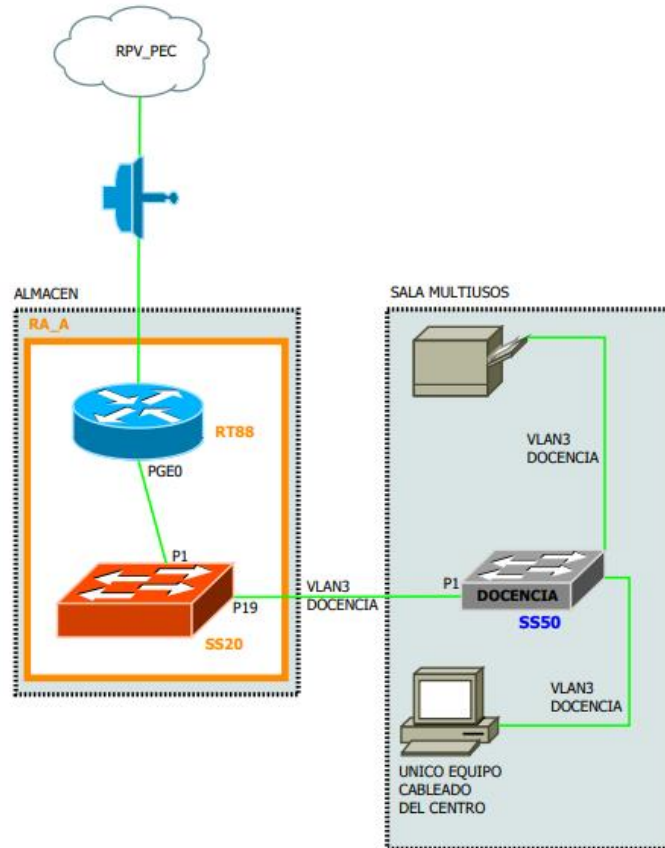 RPV_PEC
ALMACEN
RA_A
RT88
PGE0
P1
P19
SS20
VLAN3
DOCENCIA
SALA MULTIUSOS
VLAN3
DOCENCIA
P1
DOCENCIA
SS50
VLAN3
DOCENCIA
UNICO EQUIPO
CABLEADO
DEL CENTRO